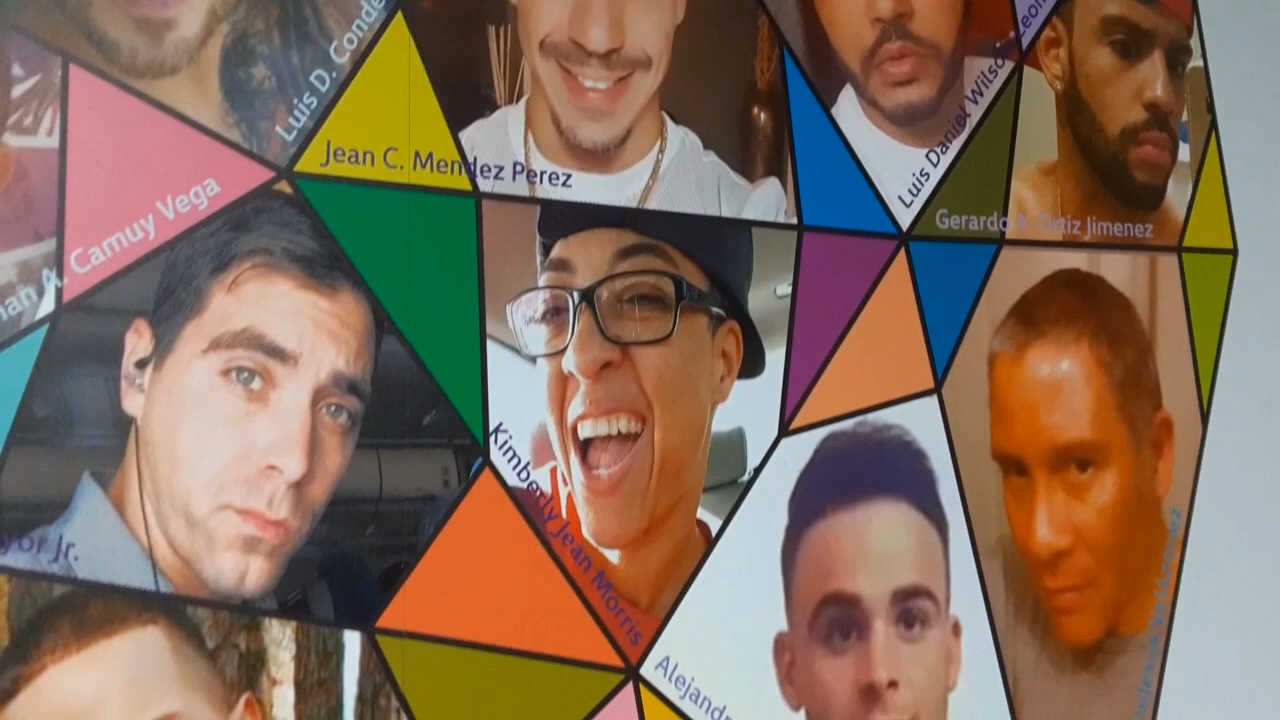 Luis D. Conde
Luis Daniel Wilson Leon
Jean C. Mendez Perez
Camuy Vega
Gerardo A. Ortiz Jimenez
Kimberly Jean Morris
Jr.